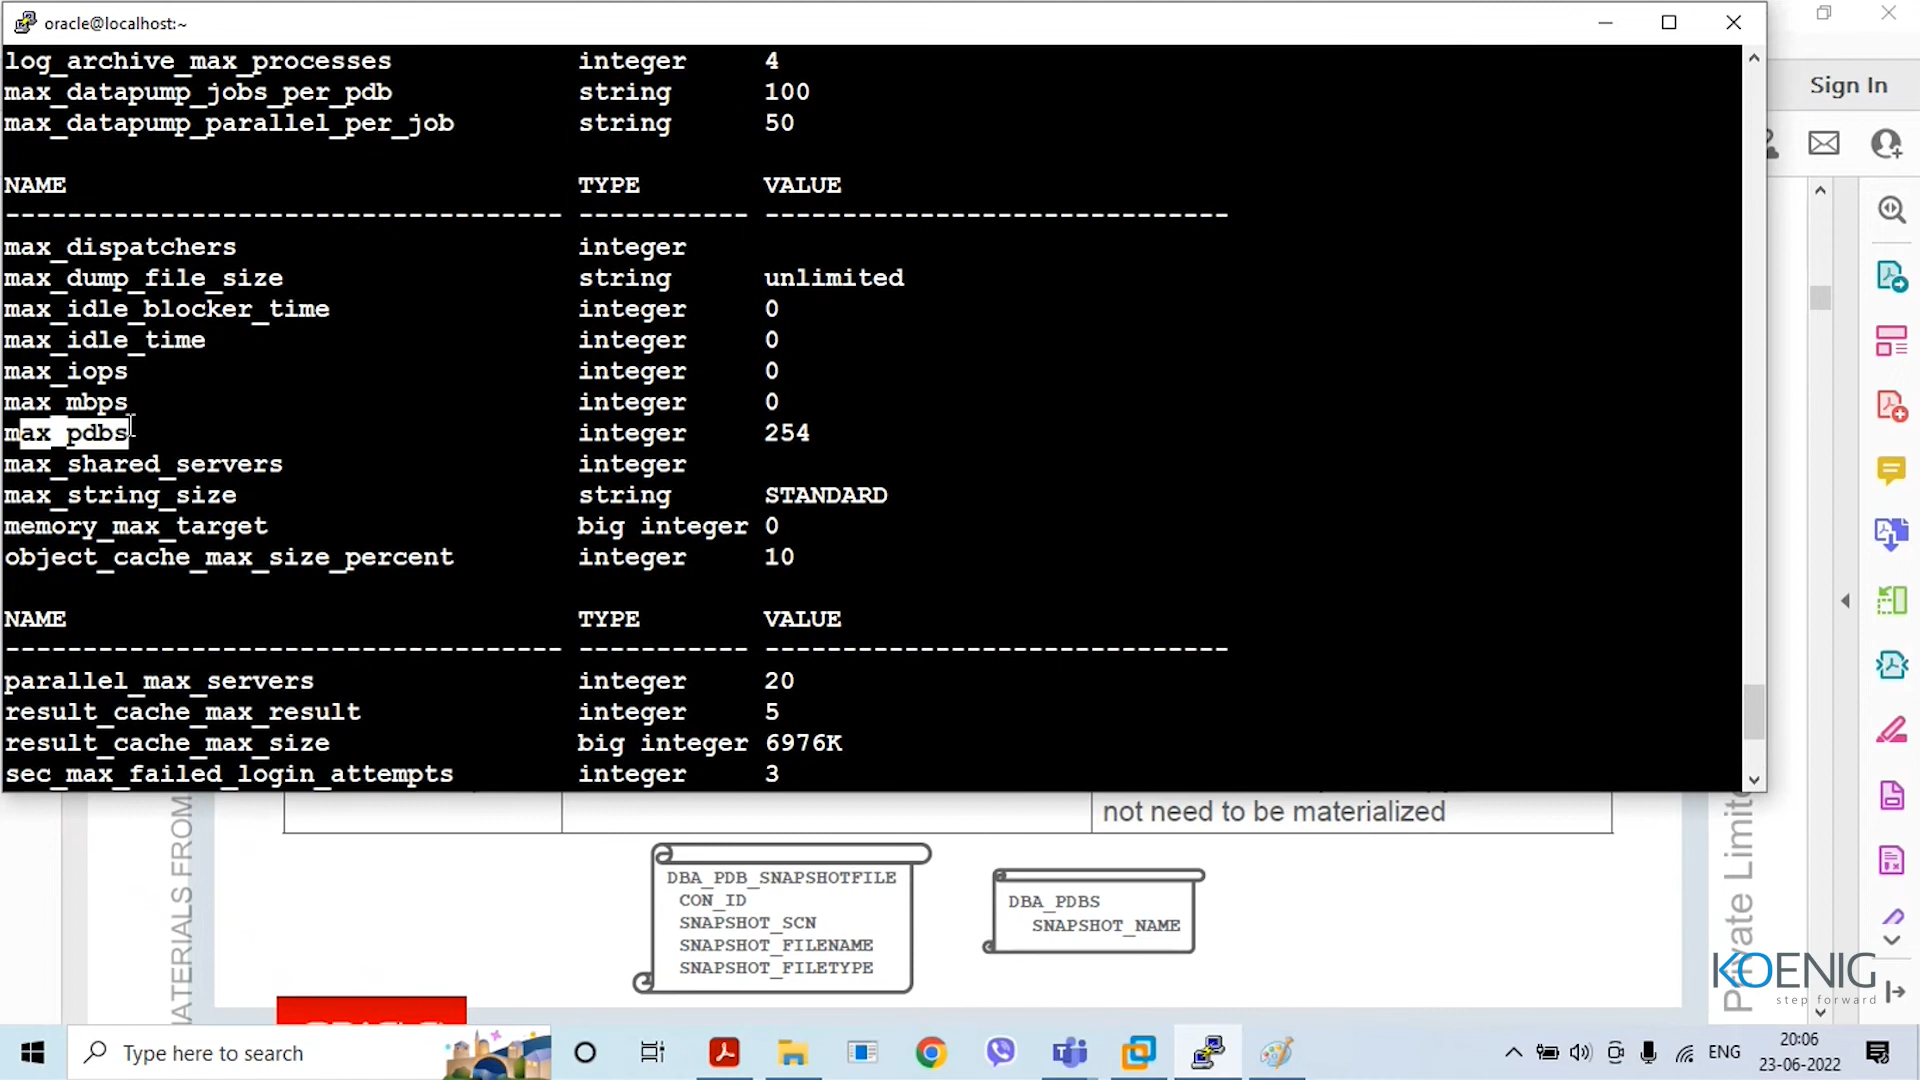 oracle@localhost:~
log_archive_max_processes integer 4
max_datapump_jobs_per_pdb string 100
max_datapump_parallel_per_job string 50
NAME TYPE VALUE
------------------------------------ ----------- ------------------------------
max_dispatchers integer
max_dump_file_size string unlimited
max_idle_blocker_time integer 0
max_idle_time integer 0
max_iops integer 0
max_mbps integer 0
max_pdbs integer 254
max_shared_servers integer
max_string_size string STANDARD
memory_max_target big integer 0
object_cache_max_size_percent integer 10
NAME TYPE VALUE
------------------------------------ ----------- ------------------------------
parallel_max_servers integer 20
result_cache_max_result integer 5
result_cache_max_size big integer 6976K
sec_max_failed_login_attempts integer 3
Sign In
not need to be materialized
DBA_PDB_SNAPSHOTFILE
CON_ID
SNAPSHOT_SCN
SNAPSHOT_FILENAME
SNAPSHOT_FILETYPE
DBA_PDBS
SNAPSHOT_NAME
MATERIALS FROM
Private Limit
KOENIG
step forward
Type here to search
ENG
20:06
23-06-2022